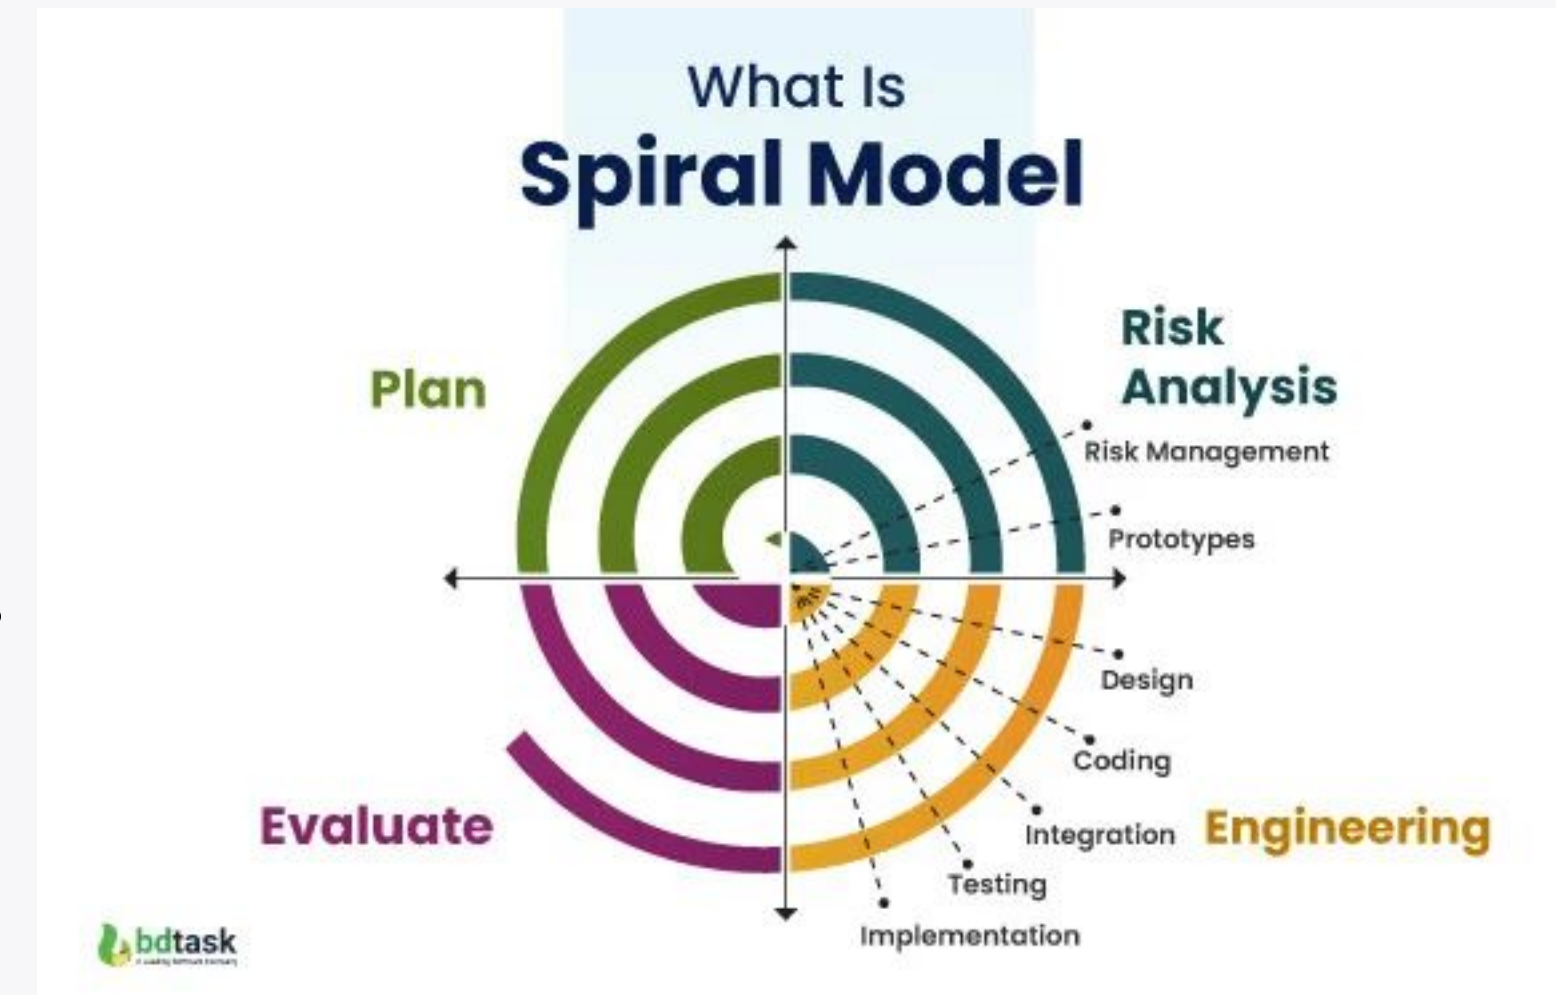 What Is
Spiral Model
Plan
Risk
Analysis
Risk Management
Prototypes
Design
Coding
Integration
Engineering
Testing
Implementation
Evaluate
bdtask